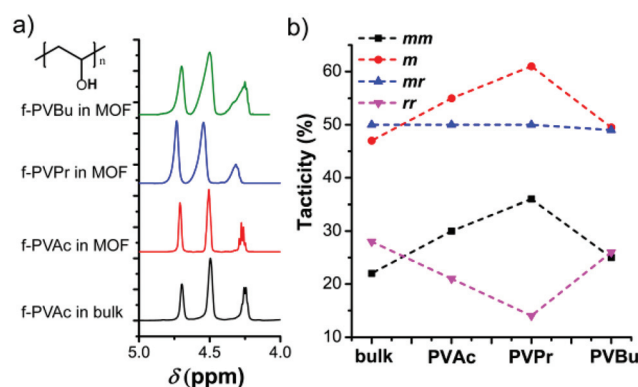 a)
n
OH
f-PVBu in MOF
f-PVPr in MOF
f-PVAc in MOF
f-PVAc in bulk
5.0 4.5 4.0
δ (ppm)
b)
mm
m
mr
rr
Tacticity (%)
60
50
40
30
20
10
bulk PVAc PVPr PVBu